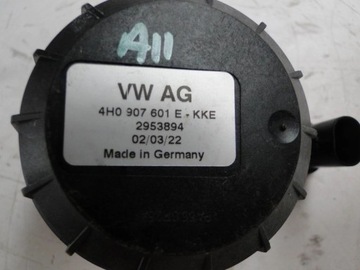 A11
VW AG
4H0 907 601 E - KKE
2953894
02/03/22
Made in Germany